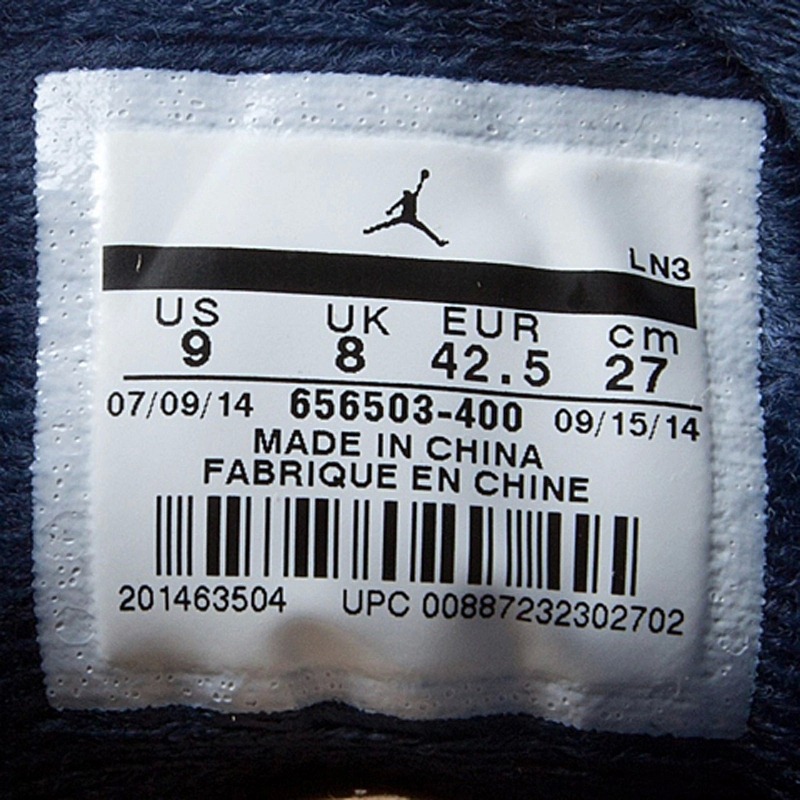 LN3
US UK EUR cm
9 8 42.5 27
07/09/14 656503-400 09/15/14
MADE IN CHINA
FABRIQUE EN CHINE
201463504 UPC 00887232302702